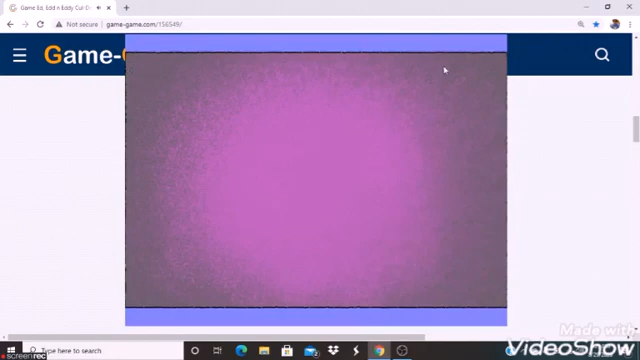 Game Ed, Edd n Eddy Cul
Not secure | game-game.com/156549/
Game-
Type here to search
screenrec
Made with
VideoShow